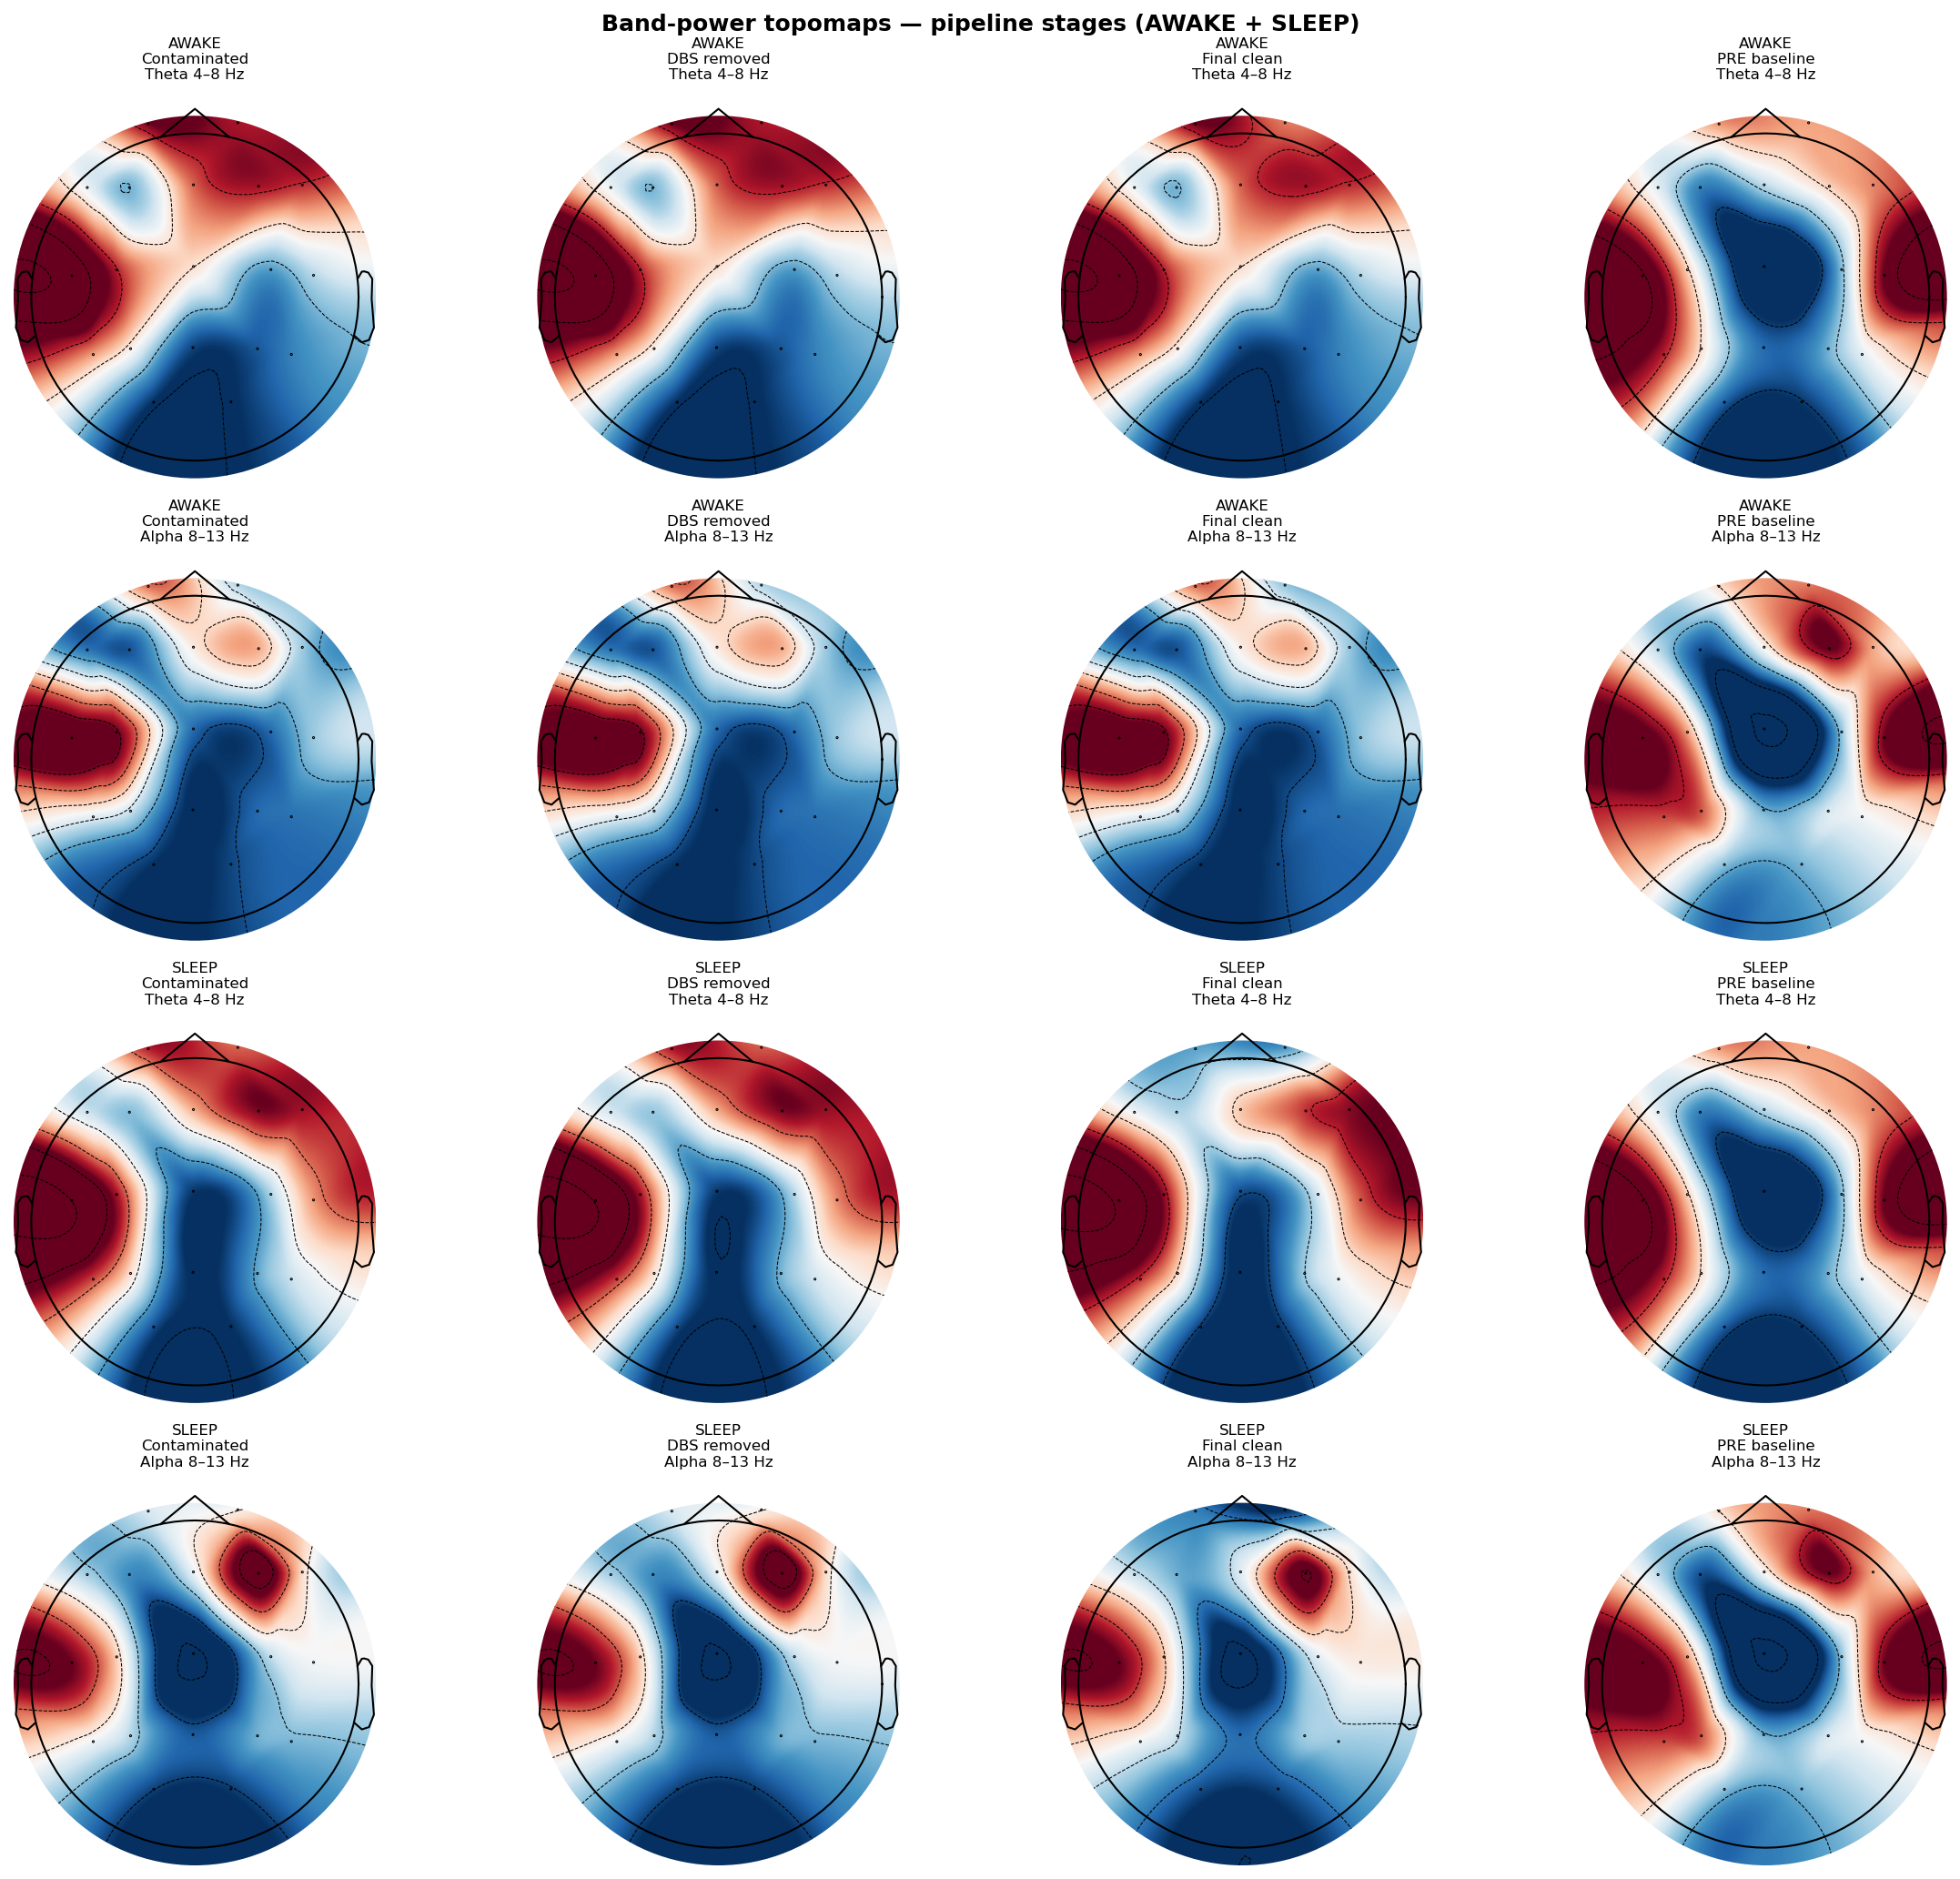 Band-power topomaps — pipeline stages (AWAKE + SLEEP)
AWAKE
Contaminated
Theta 4–8 Hz
AWAKE
DBS removed
Theta 4–8 Hz
AWAKE
Final clean
Theta 4–8 Hz
AWAKE
PRE baseline
Theta 4–8 Hz
AWAKE
Contaminated
Alpha 8–13 Hz
AWAKE
DBS removed
Alpha 8–13 Hz
AWAKE
Final clean
Alpha 8–13 Hz
AWAKE
PRE baseline
Alpha 8–13 Hz
SLEEP
Contaminated
Theta 4–8 Hz
SLEEP
DBS removed
Theta 4–8 Hz
SLEEP
Final clean
Theta 4–8 Hz
SLEEP
PRE baseline
Theta 4–8 Hz
SLEEP
Contaminated
Alpha 8–13 Hz
SLEEP
DBS removed
Alpha 8–13 Hz
SLEEP
Final clean
Alpha 8–13 Hz
SLEEP
PRE baseline
Alpha 8–13 Hz